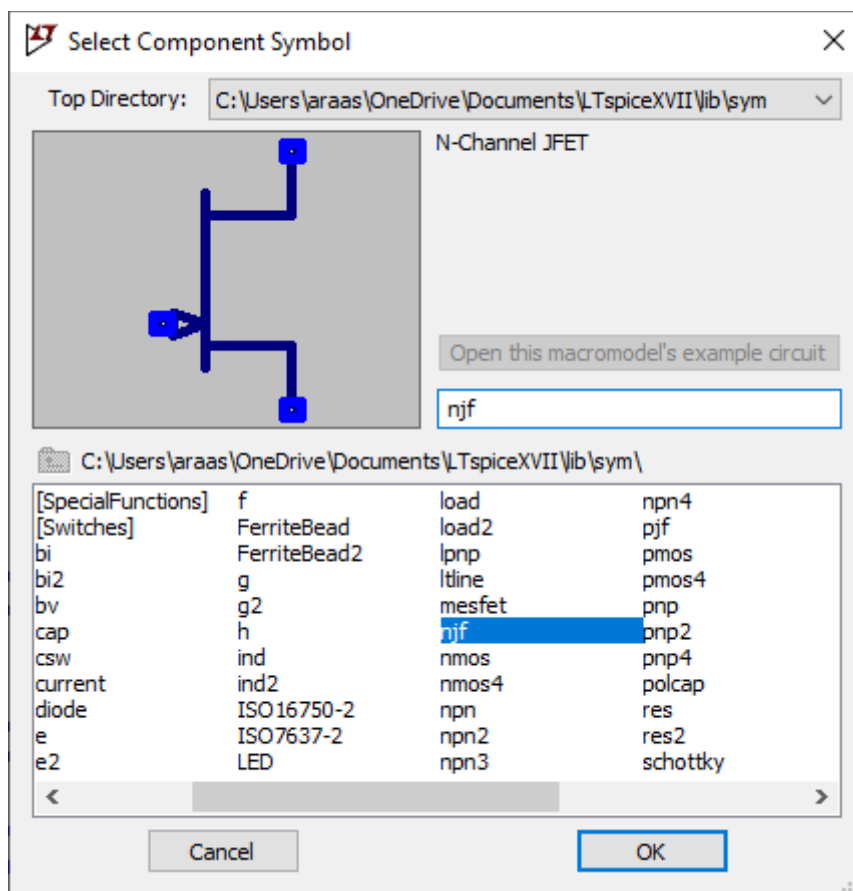 Select Component Symbol
Top Directory: C:\Users\araas\OneDrive\Documents\LTspiceXVII\lib\sym
N-Channel JFET
Open this macromodel's example circuit
njf
C:\Users\araas\OneDrive\Documents\LTspiceXVII\lib\sym\
[SpecialFunctions] f load npn4
[Switches] FerriteBead load2 pjf
bi FerriteBead2 lpnp pmos
bi2 g ltline pmos4
bv g2 mesfet pnp
cap h njf pnp2
csw ind nmos pnp4
current ind2 nmos4 polcap
diode ISO16750-2 npn res
e ISO7637-2 npn2 res2
e2 LED npn3 schottky
Cancel OK